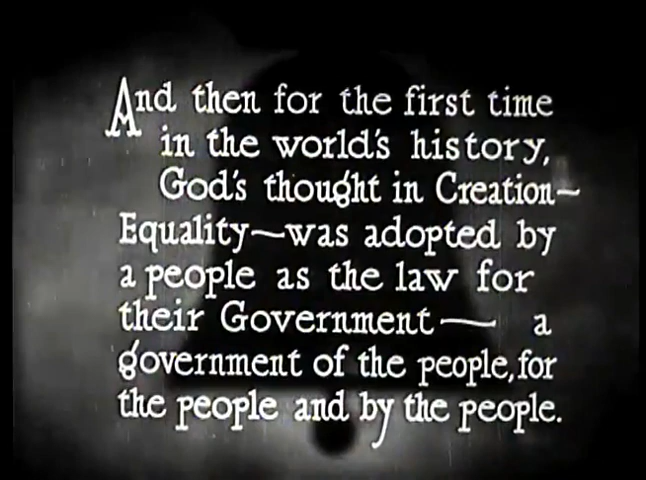 And then for the first time
in the world's history,
God's thought in Creation—
Equality—was adopted by
a people as the law for
their Government— a
government of the people, for
the people and by the people.